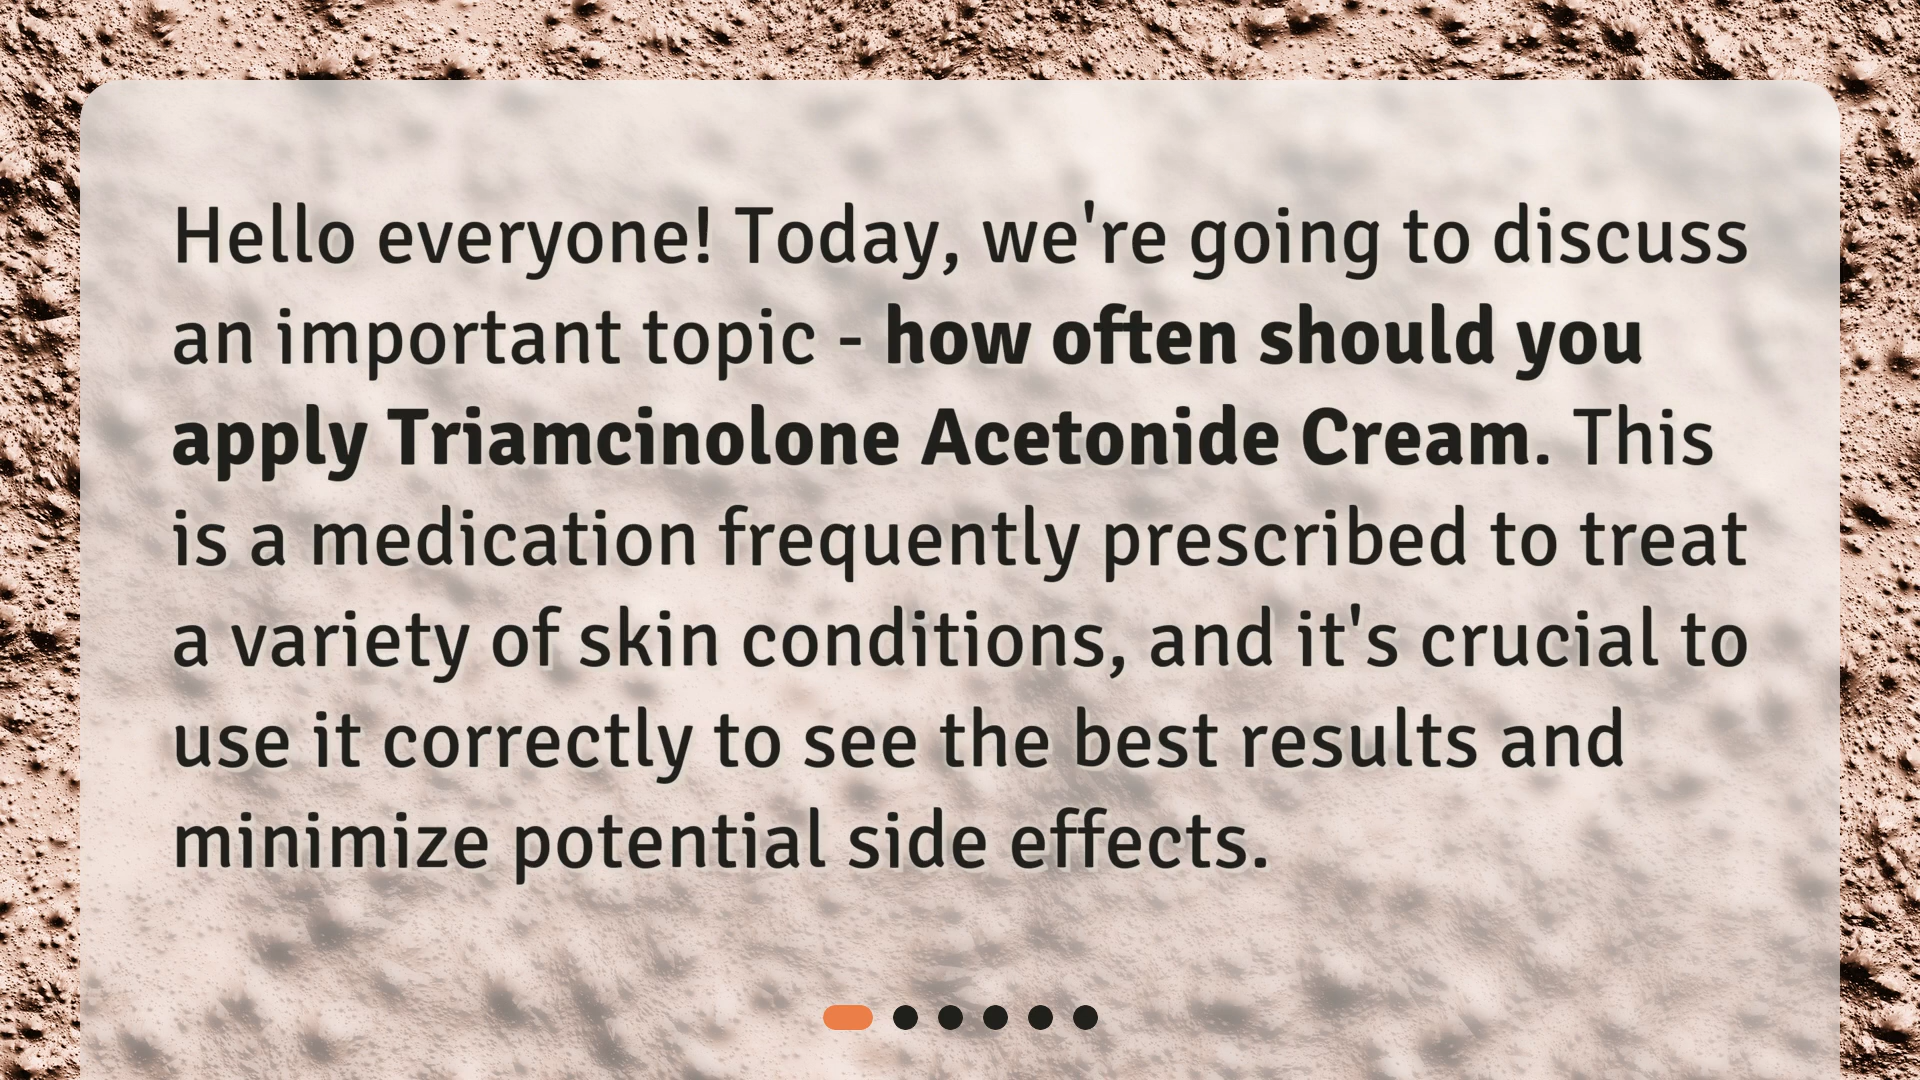 Hello everyone! Today, we're going to discuss
an important topic - how often should you
apply Triamcinolone Acetonide Cream. This
is a medication frequently prescribed to treat
a variety of skin conditions, and it's crucial to
use it correctly to see the best results and
minimize potential side effects.